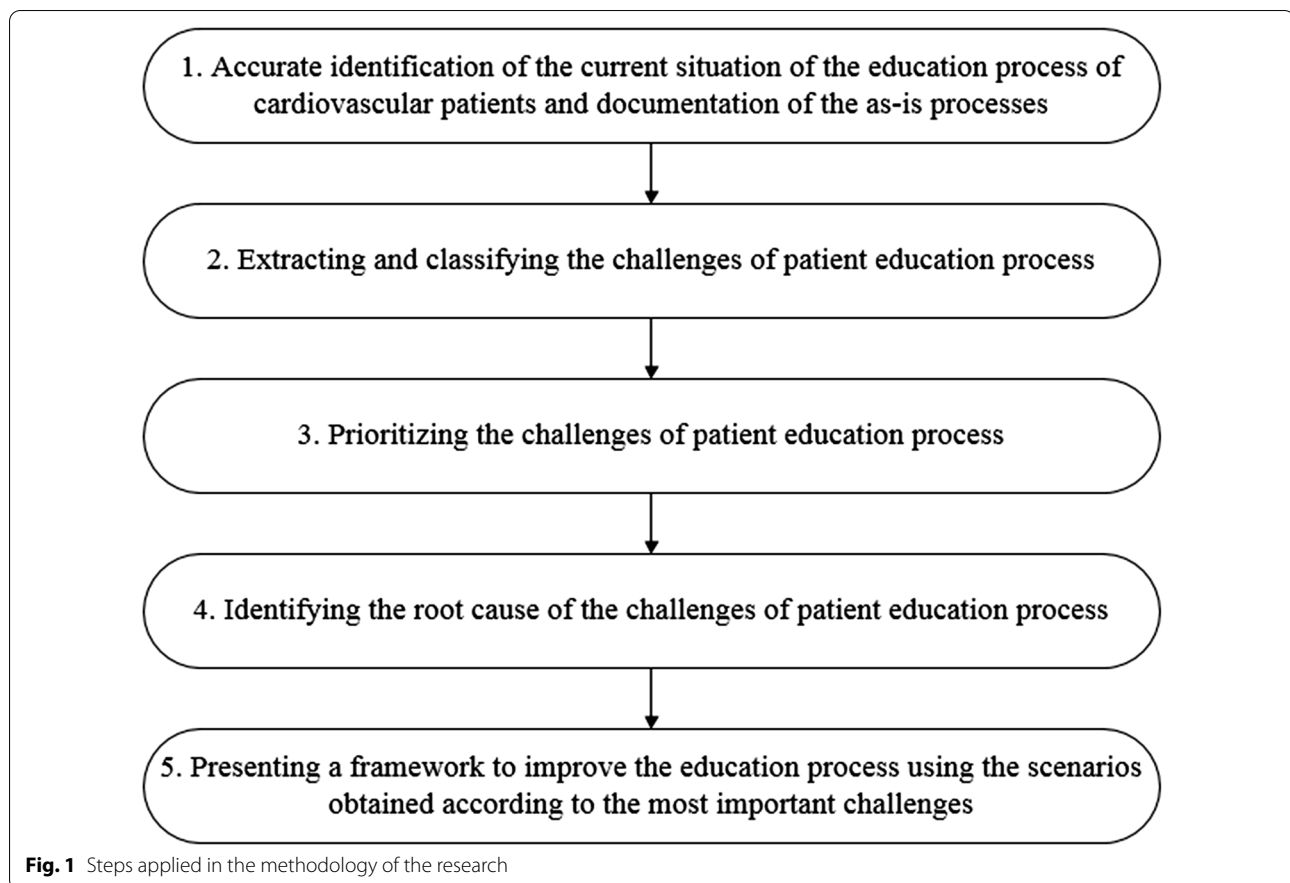 1. Accurate identification of the current situation of the education process of
cardiovascular patients and documentation of the as-is processes
2. Extracting and classifying the challenges of patient education process
3. Prioritizing the challenges of patient education process
4. Identifying the root cause of the challenges of patient education process
5. Presenting a framework to improve the education process using the scenarios
obtained according to the most important challenges
Fig. 1 Steps applied in the methodology of the research